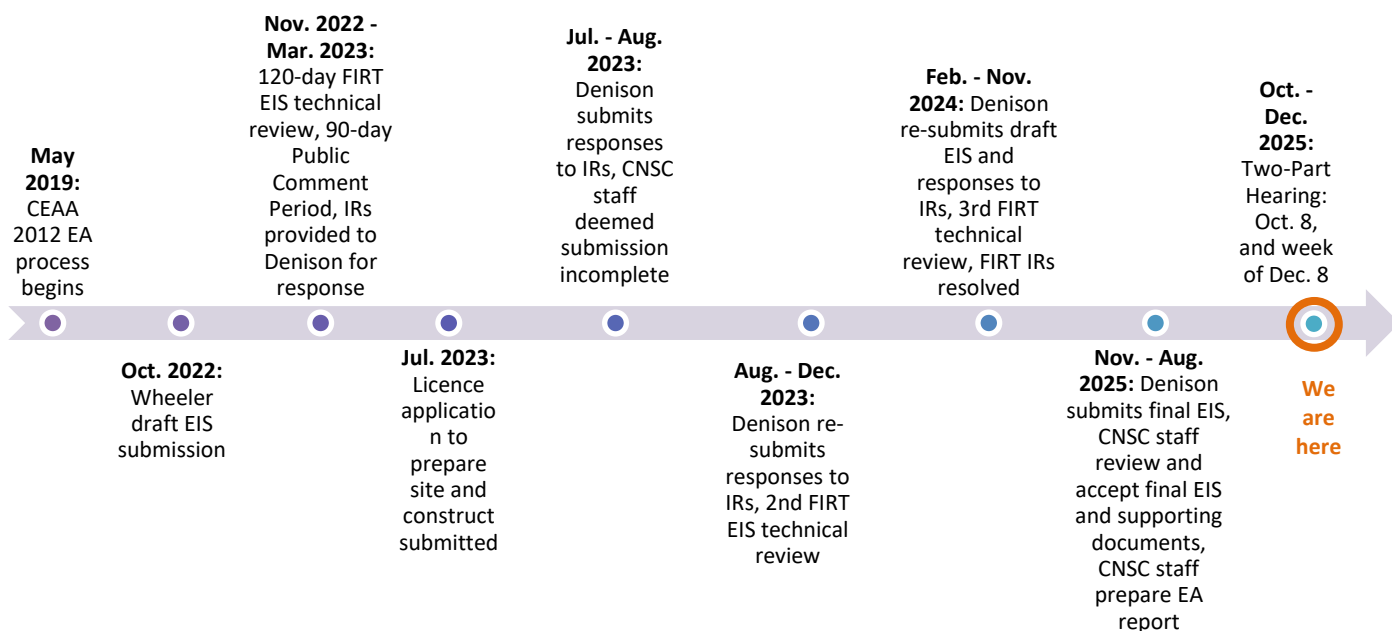 May
2019:
CEAA
2012 EA
process
begins
Oct. 2022:
Wheeler
draft EIS
submission
Nov. 2022 -
Mar. 2023:
120-day FIRT
EIS technical
review, 90-day
Public
Comment
Period, IRs
provided to
Denison for
response
Jul. 2023:
Licence
applicatio
n to
prepare
site and
construct
submitted
Jul. - Aug.
2023:
Denison
submits
responses
to IRs, CNSC
staff
deemed
submission
incomplete
Aug. - Dec.
2023:
Denison re-
submits
responses to
IRs, 2nd FIRT
EIS technical
review
Feb. - Nov.
2024: Denison
re-submits draft
EIS and
responses to
IRs, 3rd FIRT
technical
review, FIRT IRs
resolved
Nov. - Aug.
2025: Denison
submits final EIS,
CNSC staff
review and
accept final EIS
and supporting
documents,
CNSC staff
prepare EA
report
Oct. -
Dec.
2025:
Two-Part
Hearing:
Oct. 8,
and week
of Dec. 8
We
are
here